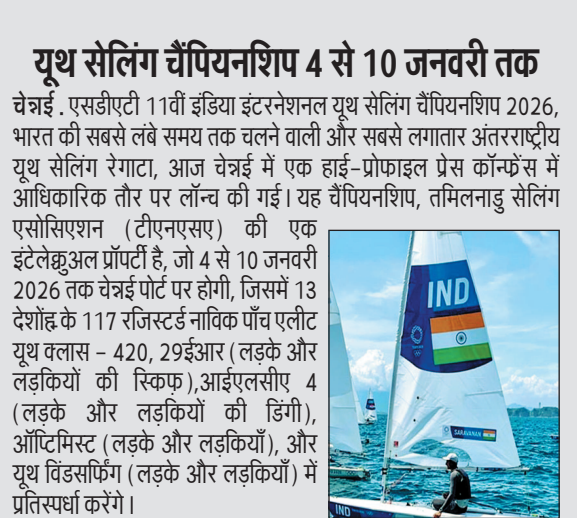 यूथ सेलिंग चैंपियनशिप 4 से 10 जनवरी तक
चेन्नई . एसडीएटी 11वीं इंडिया इंटरनेशनल यूथ सेलिंग चैंपियनशिप 2026,
भारत की सबसे लंबे समय तक चलने वाली और सबसे लगातार अंतरराष्ट्रीय
यूथ सेलिंग रेगाटा, आज चेन्नई में एक हाई-प्रोफाइल प्रेस कॉन्फ्रेंस में
आधिकारिक तौर पर लॉन्च की गई। यह चैंपियनशिप, तमिलनाडु सेलिंग
एसोसिएशन (टीएनएसए) की एक
इंटेलेक्चुअल प्रॉपर्टी है, जो 4 से 10 जनवरी
2026 तक चेन्नई पोर्ट पर होगी, जिसमें 13
देशोंह्न के 117 रजिस्टर्ड नाविक पाँच एलीट
यूथ क्लास - 420, 29ईआर (लड़के और
लड़कियों की स्किफ़),आईएलसीए 4
(लड़के और लड़कियों की डिंगी),
ऑप्टिमिस्ट (लड़के और लड़कियाँ), और
यूथ विंडसर्फिंग (लड़के और लड़कियाँ) में
प्रतिस्पर्धा करेंगे।
IND
SARAVANAN
IND